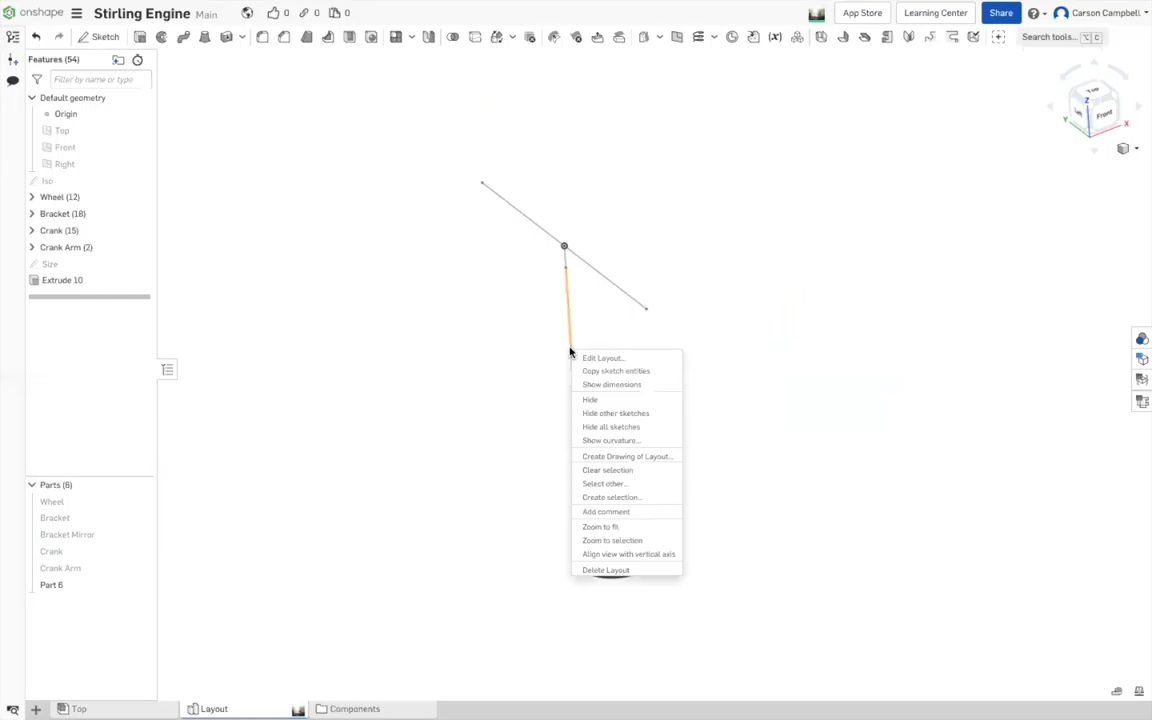 onshape Stirling Engine Main 0 0 0 App Store Learning Center Share Carson Campbell
Sketch Search tools... C
Features (54)
Filter by name or type
Default geometry
Origin
Top
Front
Right
Iso
Wheel (12)
Bracket (18)
Crank (15)
Crank Arm (2)
Size
Extrude 10
Top
Left
Front
Z
Y
X
Edit Layout...
Copy sketch entities
Show dimensions
Hide
Hide other sketches
Hide all sketches
Show curvature...
Create Drawing of Layout...
Clear selection
Select other...
Create selection...
Add comment
Zoom to fit
Zoom to selection
Align view with vertical axis
Delete Layout
Parts (6)
Wheel
Bracket
Bracket Mirror
Crank
Crank Arm
Part 6
Top Layout Components